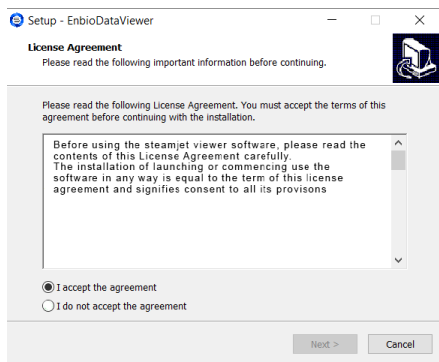 Setup - EnbioDataViewer
License Agreement
Please read the following important information before continuing.
Please read the following License Agreement. You must accept the terms of this
agreement before continuing with the installation.
Before using the steamjet viewer software, please read the
contents of this License Agreement carefully.
The installation of launching or commencing use the
software in any way is equal to the term of this license
agreement and signifies consent to all its provisons
I accept the agreement
I do not accept the agreement
Next >
Cancel